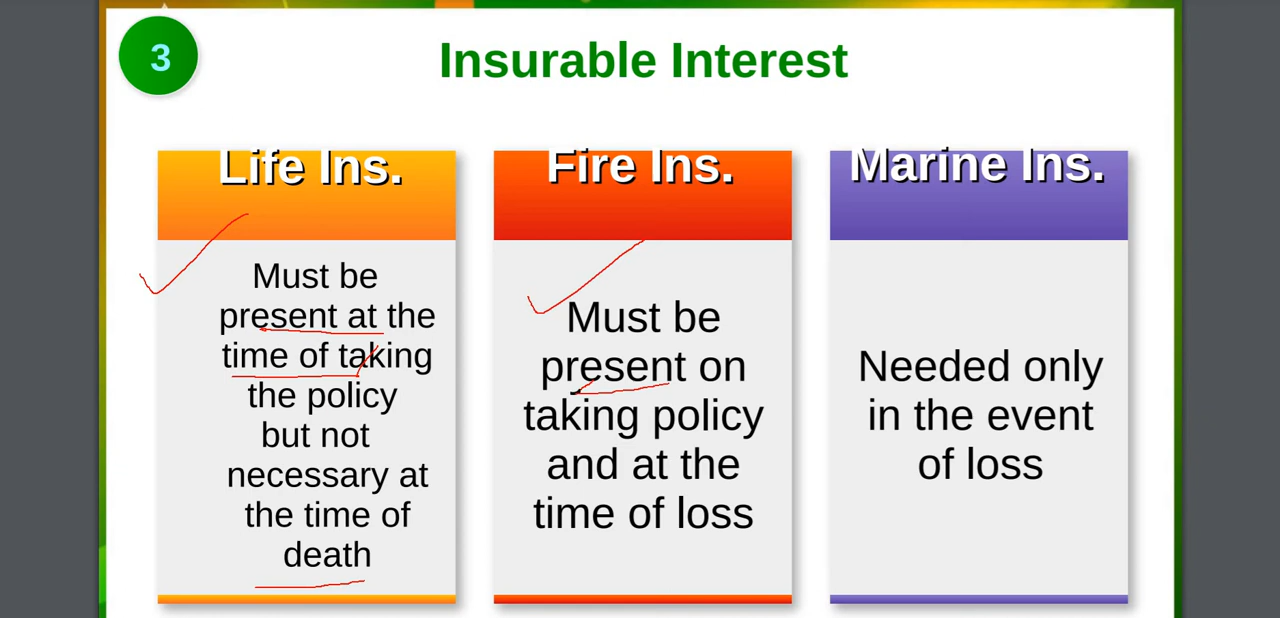 3
Insurable Interest
Life Ins.
Must be
present at the
time of taking
the policy
but not
necessary at
the time of
death
Fire Ins.
Must be
present on
taking policy
and at the
time of loss
Marine Ins.
Needed only
in the event
of loss